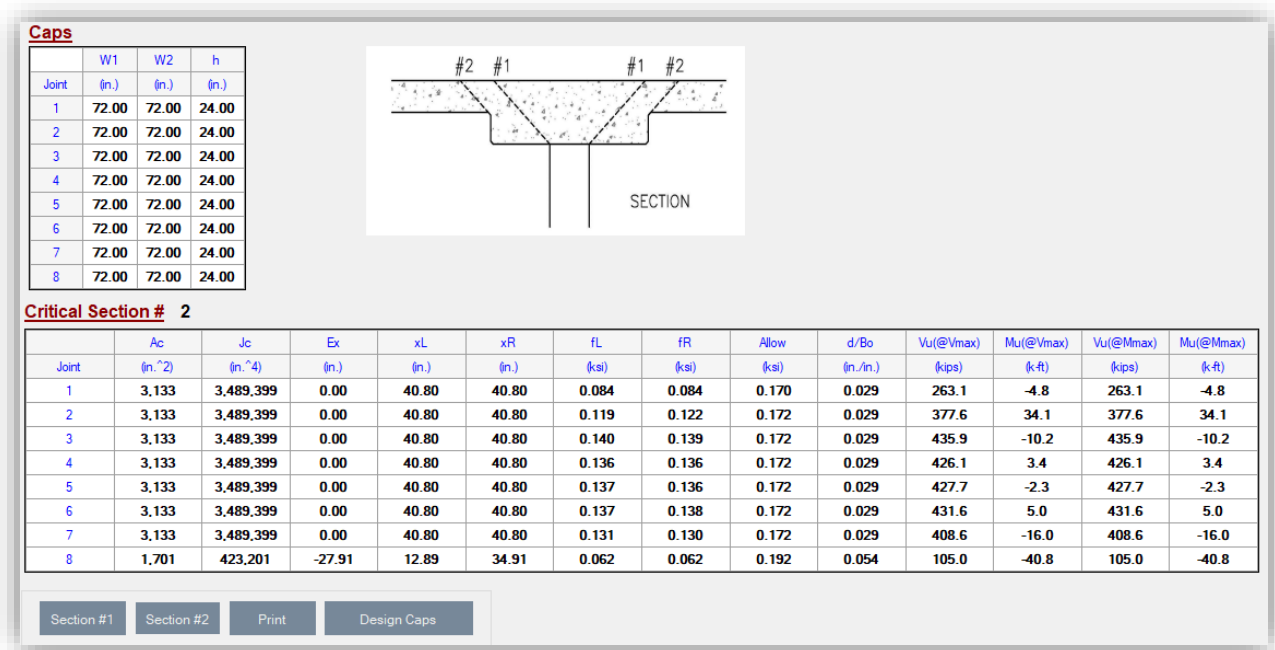 Caps
W1 W2 h
Joint (in.) (in.) (in.)
1 72.00 72.00 24.00
2 72.00 72.00 24.00
3 72.00 72.00 24.00
4 72.00 72.00 24.00
5 72.00 72.00 24.00
6 72.00 72.00 24.00
7 72.00 72.00 24.00
8 72.00 72.00 24.00
#2 #1 #1 #2
SECTION
Critical Section # 2
Ac Jc Ex xL xR fL fR Allow d/Bo Vu(@Vmax) Mu(@Vmax) Vu(@Mmax) Mu(@Mmax)
Joint (in.^2) (in.^4) (in.) (in.) (in.) (ksi) (ksi) (ksi) (in./in.) (kips) (k-ft) (kips) (k-ft)
1 3,133 3,489,399 0.00 40.80 40.80 0.084 0.084 0.170 0.029 263.1 -4.8 263.1 -4.8
2 3,133 3,489,399 0.00 40.80 40.80 0.119 0.122 0.172 0.029 377.6 34.1 377.6 34.1
3 3,133 3,489,399 0.00 40.80 40.80 0.140 0.139 0.172 0.029 435.9 -10.2 435.9 -10.2
4 3,133 3,489,399 0.00 40.80 40.80 0.136 0.136 0.172 0.029 426.1 3.4 426.1 3.4
5 3,133 3,489,399 0.00 40.80 40.80 0.137 0.136 0.172 0.029 427.7 -2.3 427.7 -2.3
6 3,133 3,489,399 0.00 40.80 40.80 0.137 0.138 0.172 0.029 431.6 5.0 431.6 5.0
7 3,133 3,489,399 0.00 40.80 40.80 0.131 0.130 0.172 0.029 408.6 -16.0 408.6 -16.0
8 1,701 423,201 -27.91 12.89 34.91 0.062 0.062 0.192 0.054 105.0 -40.8 105.0 -40.8
Section #1 Section #2 Print Design Caps